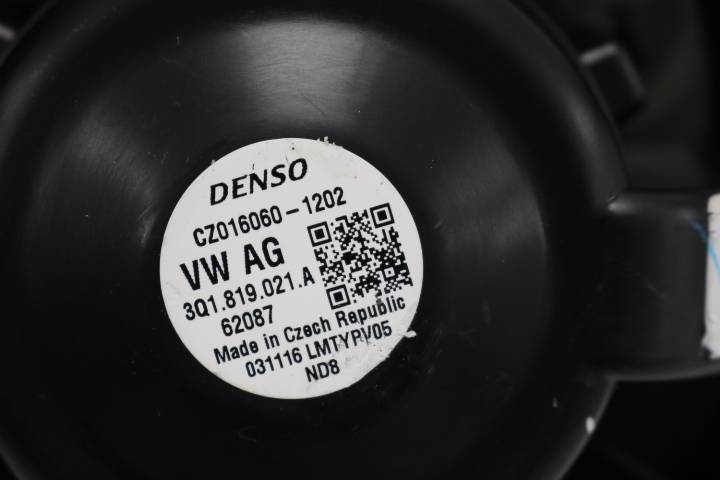 DENSO
CZ016060-1202
VW AG
3Q1.819.021.A
62087
Made in Czech Republic
031116 LMTYPV05
ND8